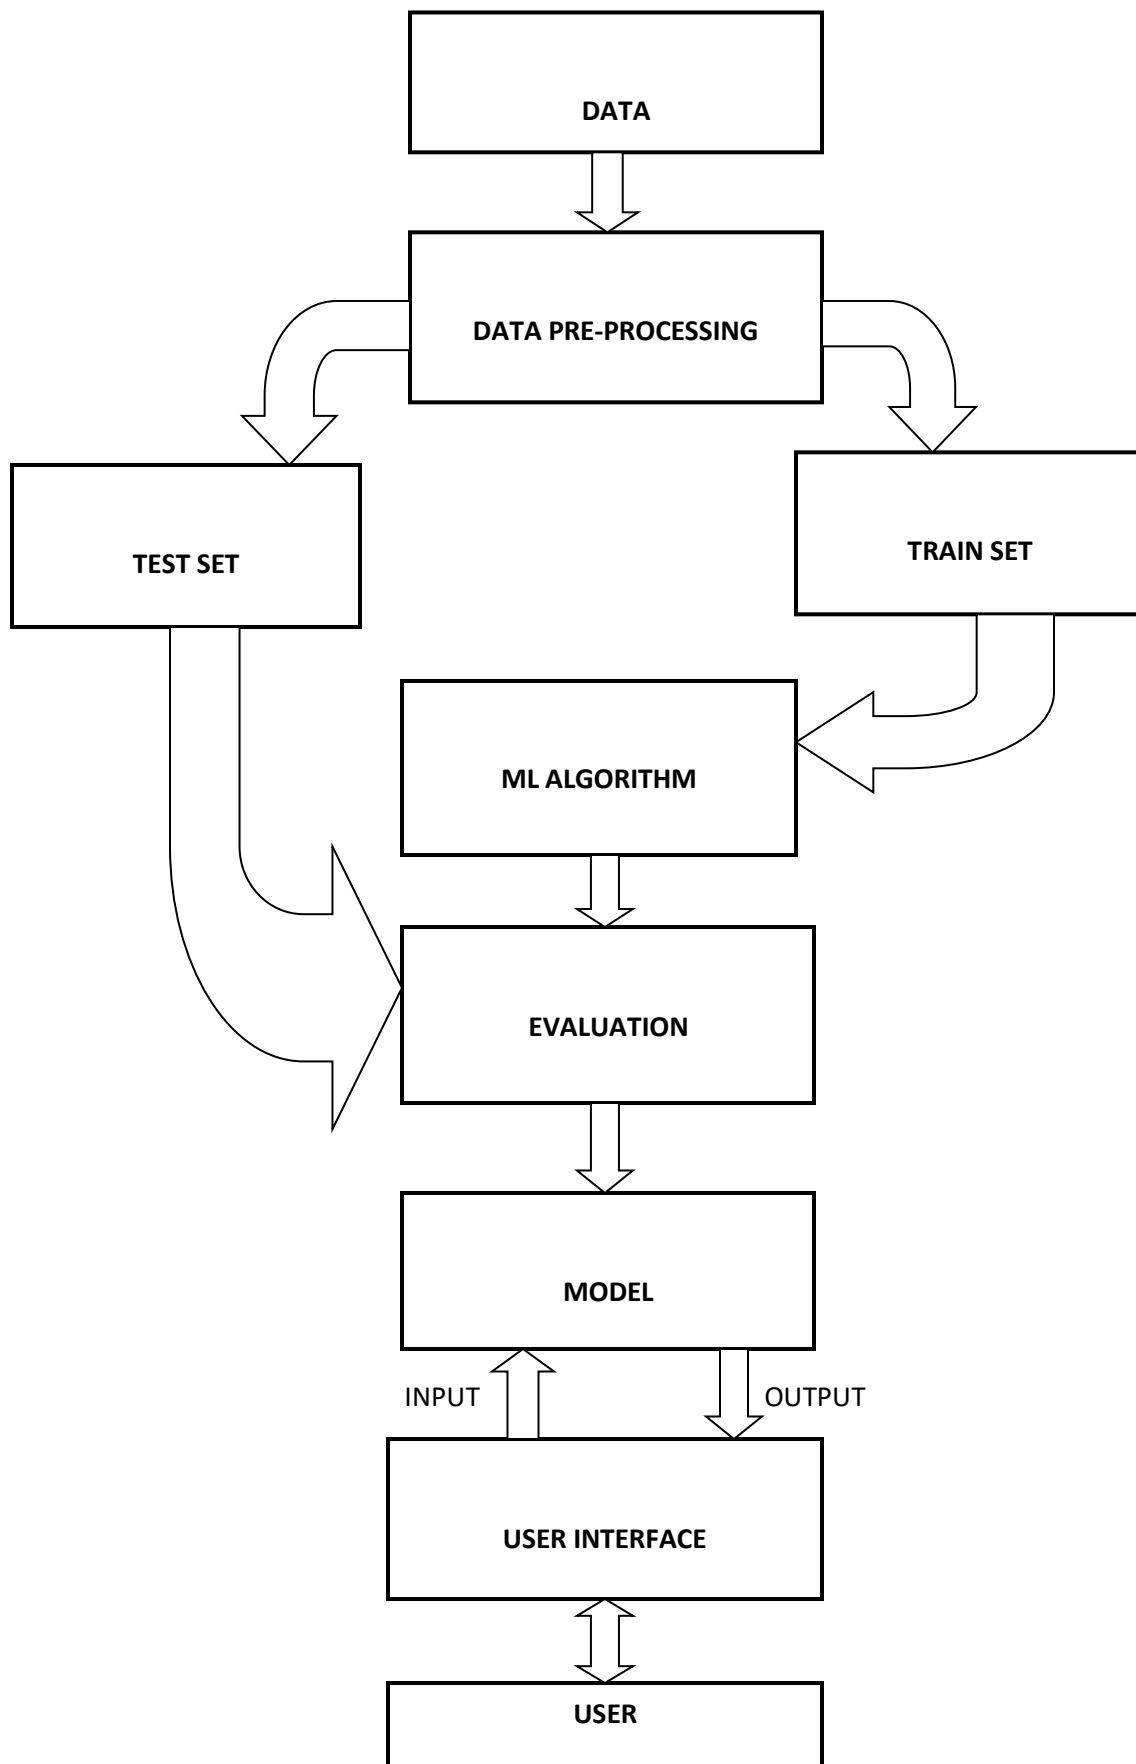 DATA
DATA PRE-PROCESSING
TEST SET
TRAIN SET
ML ALGORITHM
EVALUATION
MODEL
INPUT
OUTPUT
USER INTERFACE
USER